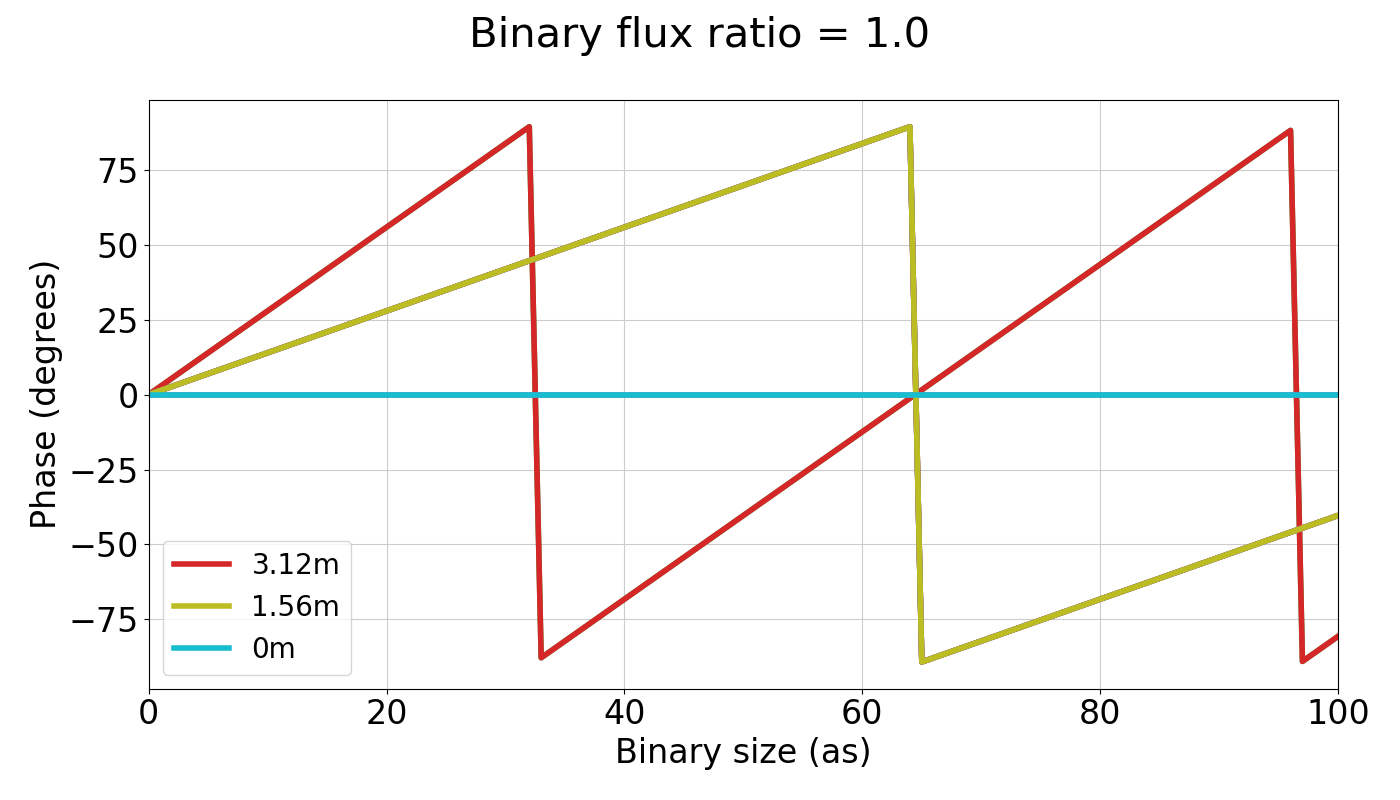 Binary flux ratio = 1.0
Phase (degrees)
75
50
25
0
−25
−50
−75
3.12m
1.56m
0m
0 20 40 60 80 100
Binary size (as)